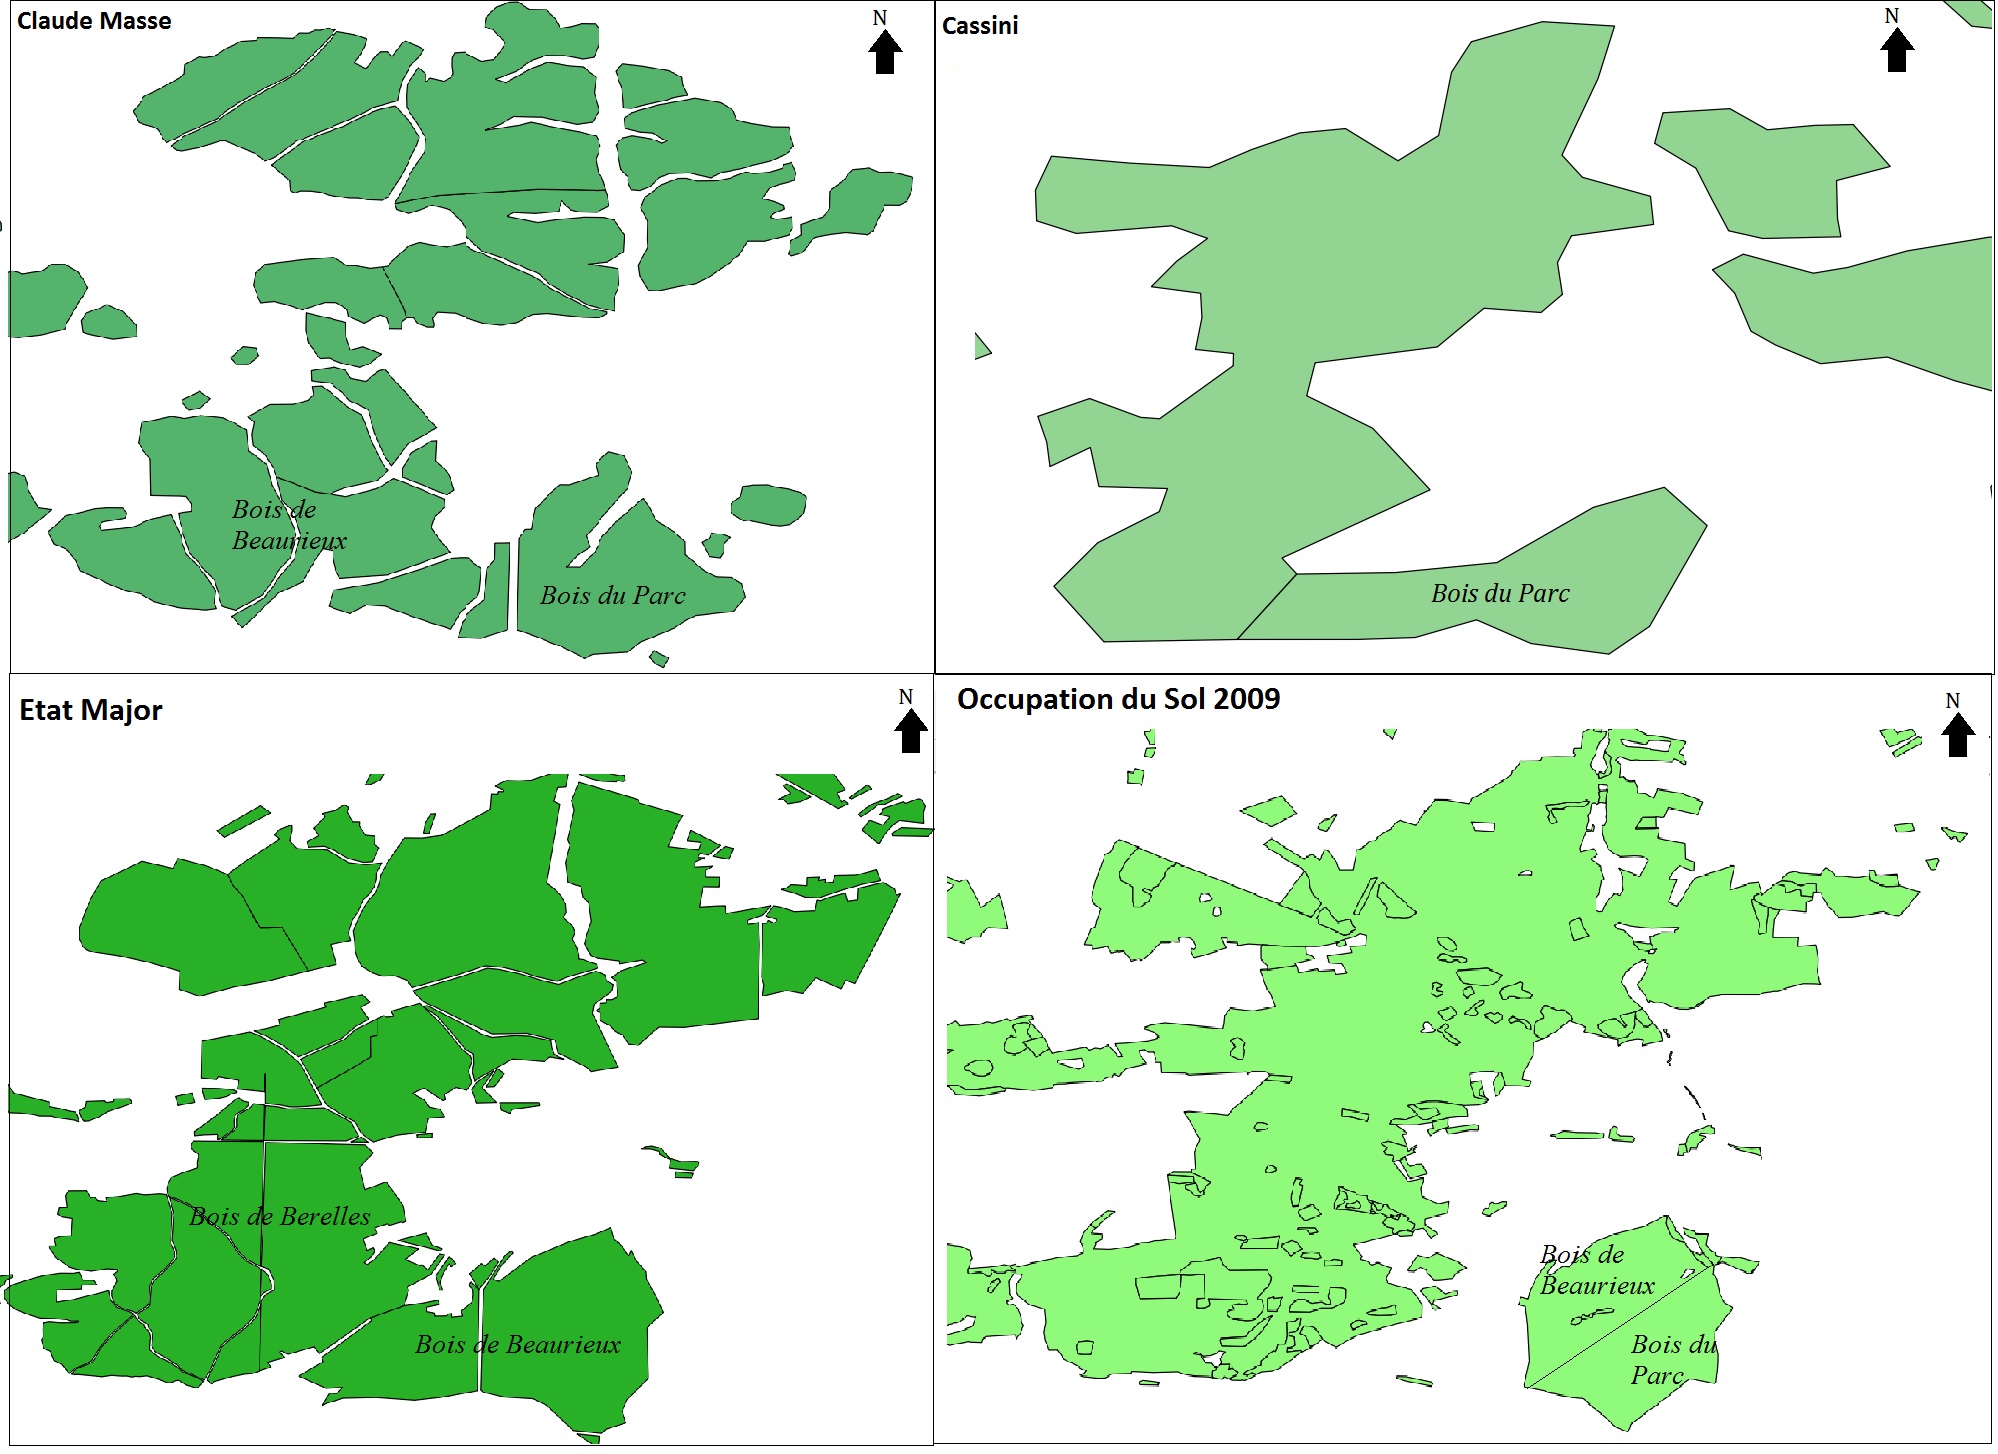 Claude Masse
N
Bois de
Beaurieux
Bois du Parc
Cassini
N
Bois du Parc
Etat Major
N
Bois de Berelles
Bois de Beaurieux
Occupation du Sol 2009
N
Bois de
Beaurieux
Bois du
Parc